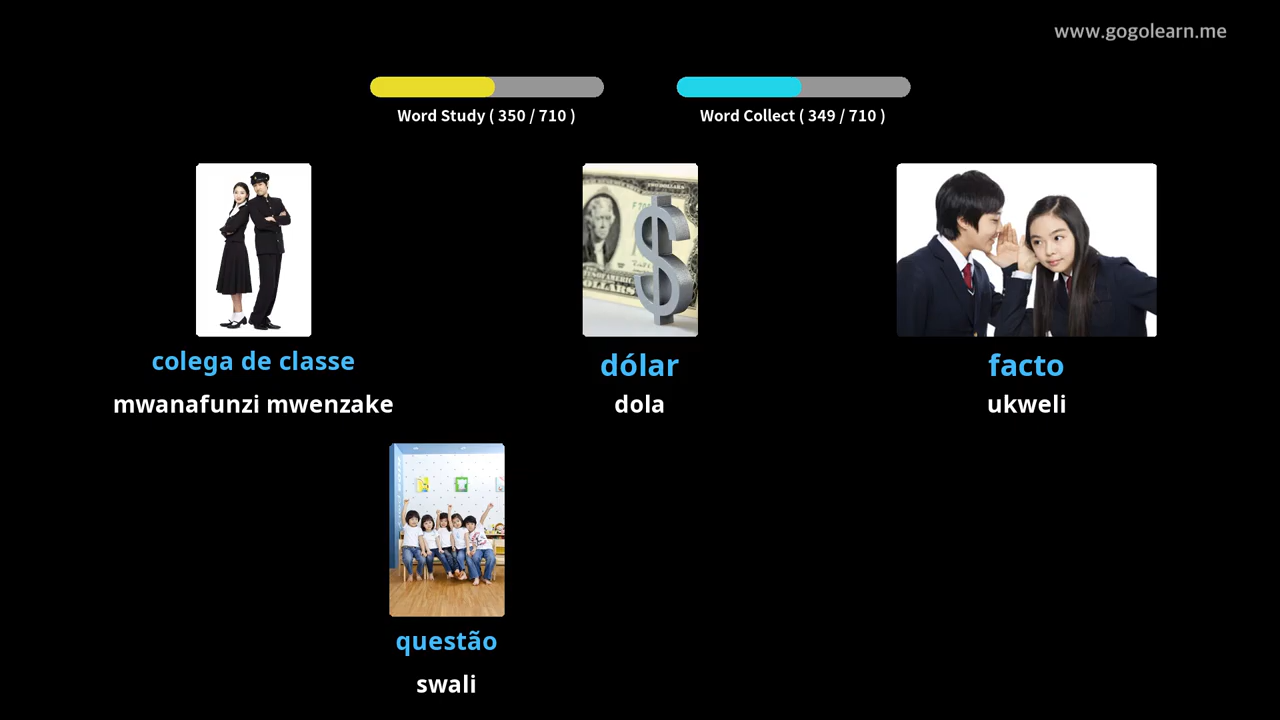 www.gogolearn.me
Word Study ( 350 / 710 )
Word Collect ( 349 / 710 )
colega de classe
dólar
facto
mwanafunzi mwenzake
dola
ukweli
questão
swali